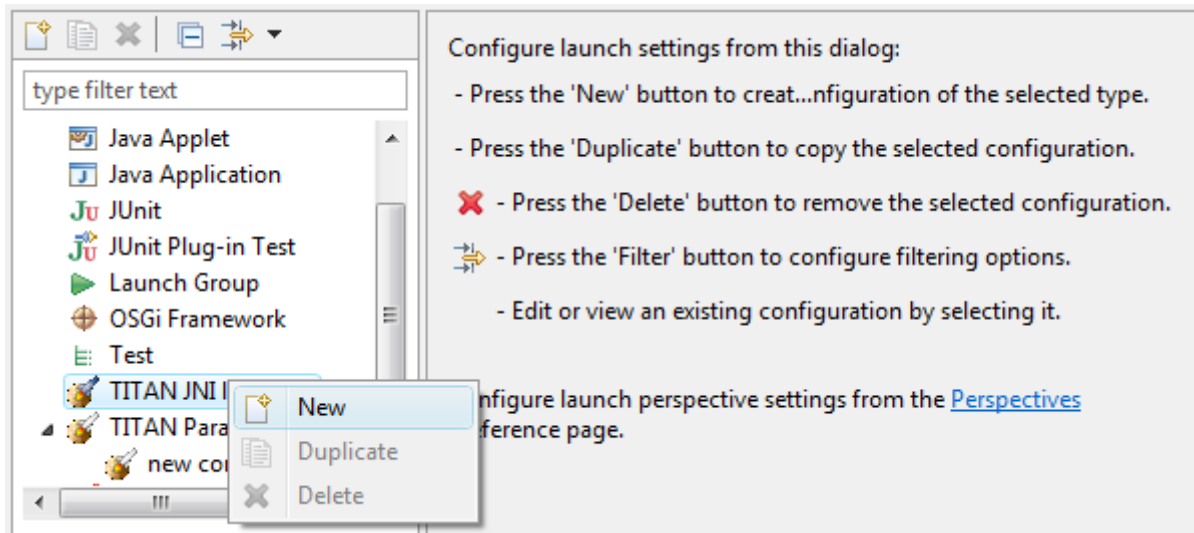 type filter text
Java Applet
Java Application
JUnit
JUnit Plug-in Test
Launch Group
OSGi Framework
Test
TITAN JNI
TITAN Para
new con
New
Duplicate
Delete
Configure launch settings from this dialog:
- Press the 'New' button to creat...nfiguration of the selected type.
- Press the 'Duplicate' button to copy the selected configuration.
- Press the 'Delete' button to remove the selected configuration.
- Press the 'Filter' button to configure filtering options.
- Edit or view an existing configuration by selecting it.
nfigure launch perspective settings from the Perspectives
ference page.